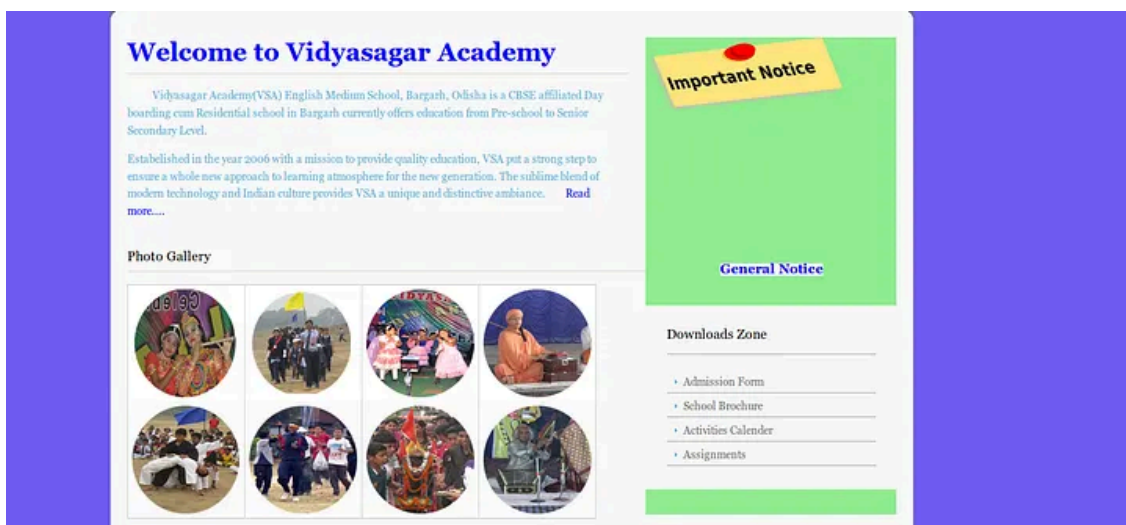 Welcome to Vidyasagar Academy
Vidyasagar Academy(VSA) English Medium School, Bargarh, Odisha is a CBSE affiliated Day
boarding cum Residential school in Bargarh currently offers education from Pre-school to Senior
Secondary Level.
Estabelished in the year 2006 with a mission to provide quality education, VSA put a strong step to
ensure a whole new approach to learning atmosphere for the new generation. The sublime blend of
modern technology and Indian culture provides VSA a unique and distinctive ambiance. Read
more....
Photo Gallery
Important Notice
General Notice
Downloads Zone
Admission Form
School Brochure
Activities Calender
Assignments